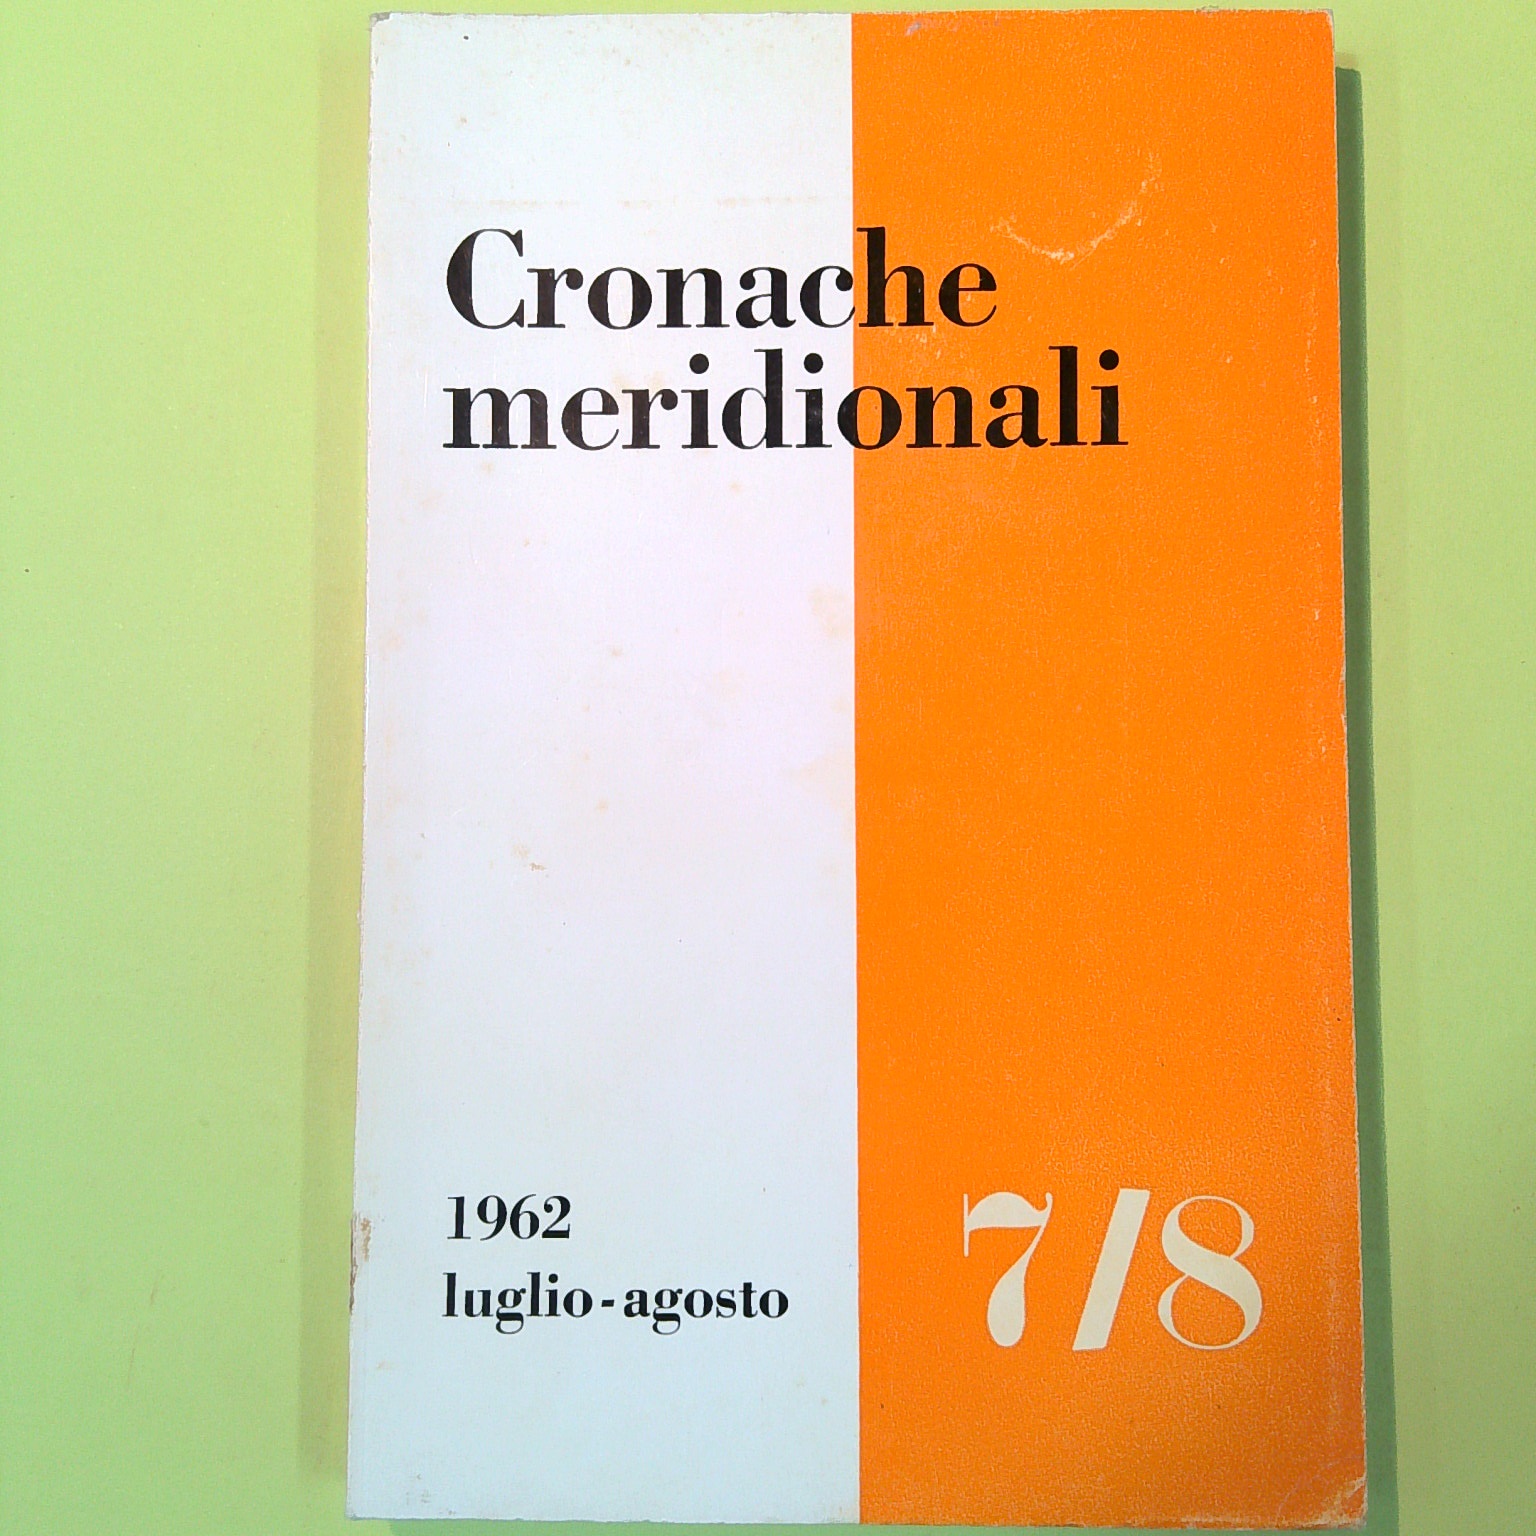 Cronache
meridionali
1962
luglio-agosto
7/8